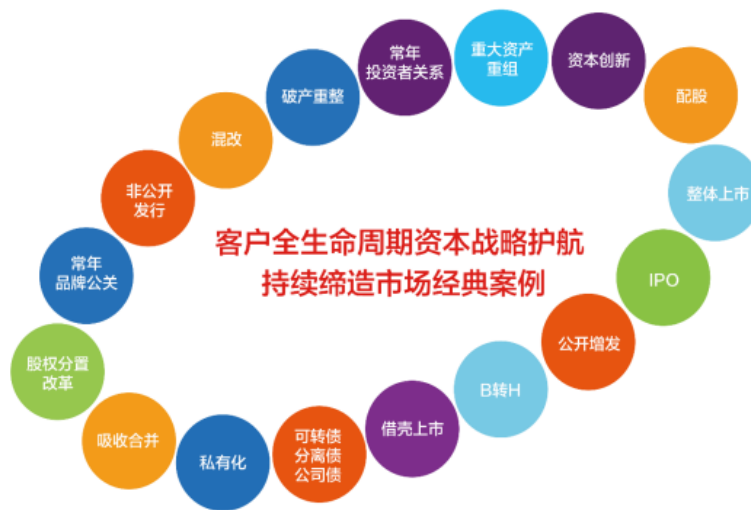 常年
投资者关系
重大资产
重组
资本创新
配股
整体上市
IPO
公开增发
B转H
借壳上市
可转债
分离债
公司债
私有化
吸收合并
股权分置
改革
常年
品牌公关
非公开
发行
混改
破产重整
客户全生命周期资本战略护航
持续缔造市场经典案例